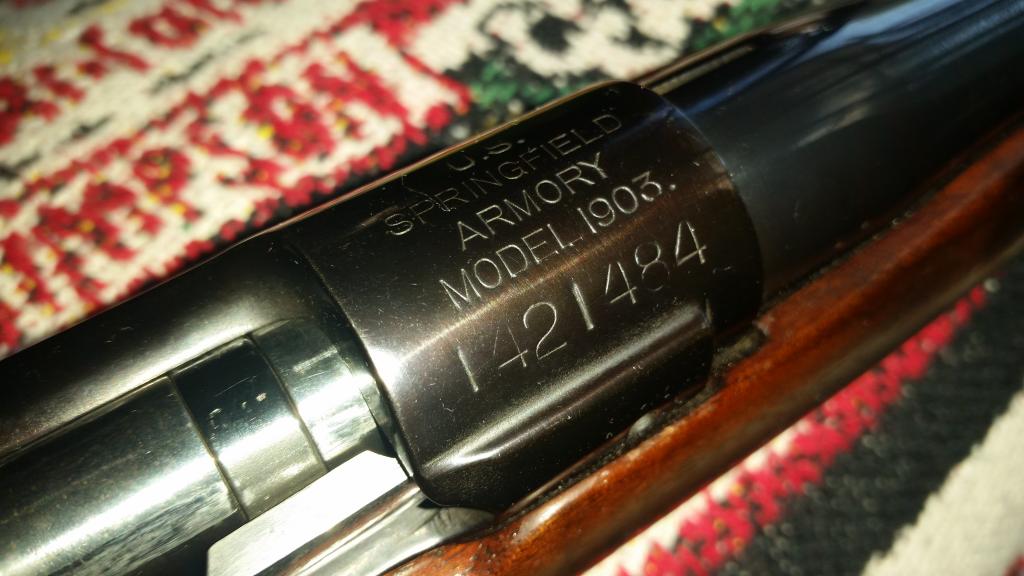 U.S.
SPRINGFIELD
ARMORY
MODEL 1903.
1421484